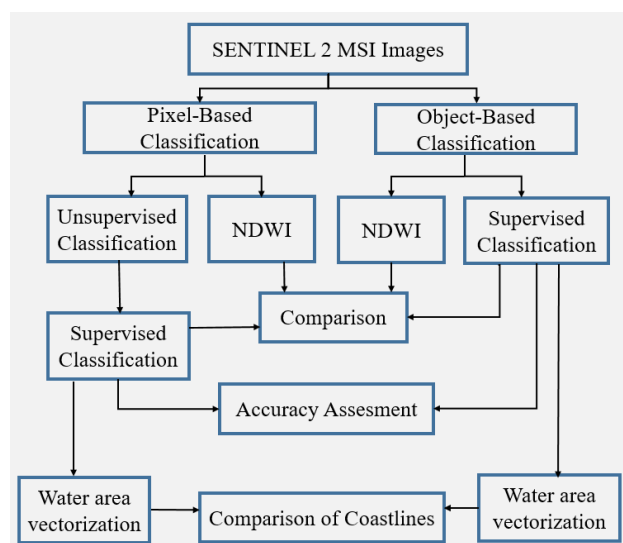 SENTINEL 2 MSI Images
Pixel-Based
Classification
Object-Based
Classification
Unsupervised
Classification
NDWI
NDWI
Supervised
Classification
Comparison
Supervised
Classification
Accuracy Assesment
Water area
vectorization
Comparison of Coastlines
Water area
vectorization